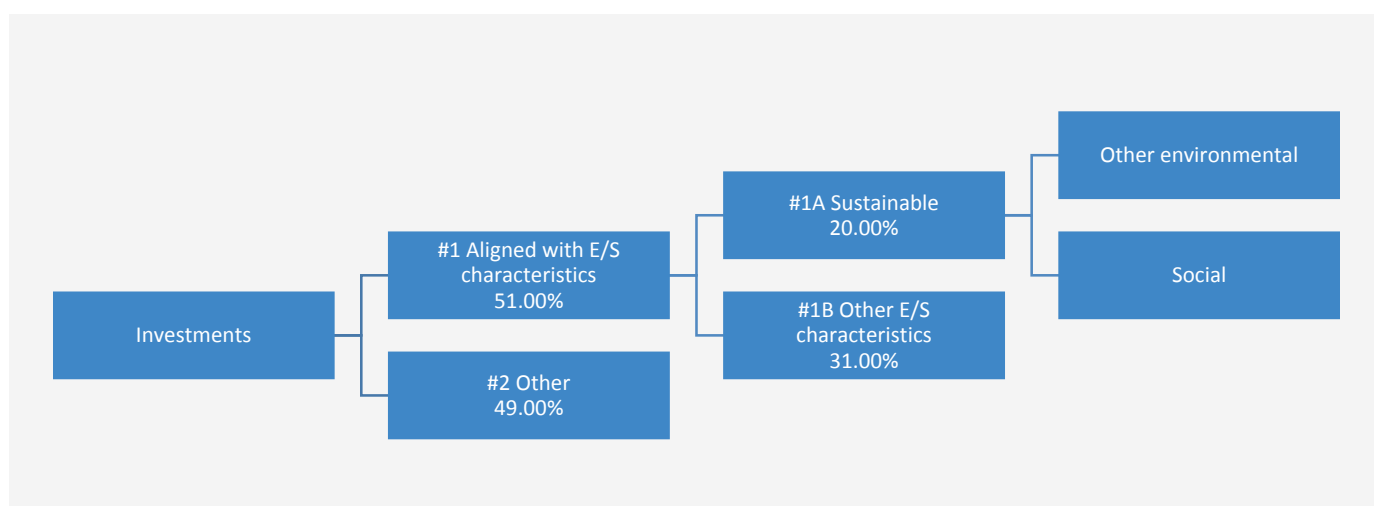 Investments
#1 Aligned with E/S
characteristics
51.00%
#2 Other
49.00%
#1A Sustainable
20.00%
#1B Other E/S
characteristics
31.00%
Other environmental
Social